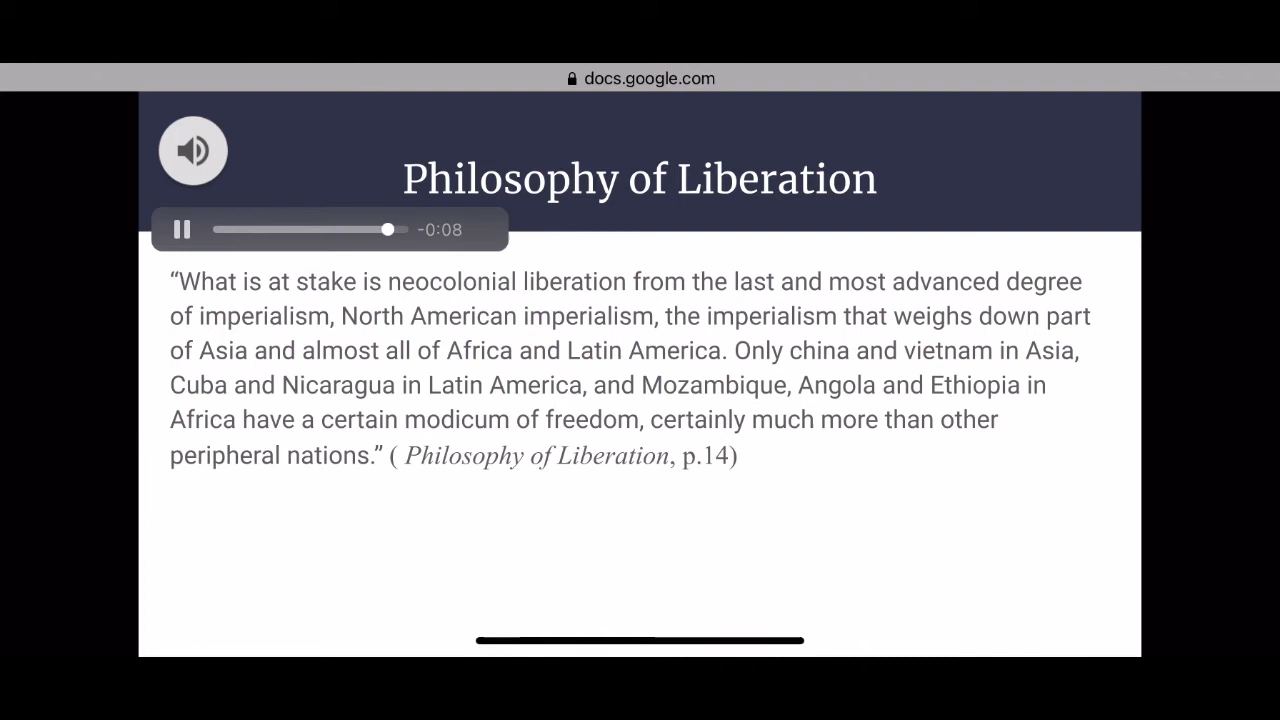 docs.google.com
Philosophy of Liberation
-0:08
“What is at stake is neocolonial liberation from the last and most advanced degree
of imperialism, North American imperialism, the imperialism that weighs down part
of Asia and almost all of Africa and Latin America. Only china and vietnam in Asia,
Cuba and Nicaragua in Latin America, and Mozambique, Angola and Ethiopia in
Africa have a certain modicum of freedom, certainly much more than other
peripheral nations.” ( Philosophy of Liberation, p.14)